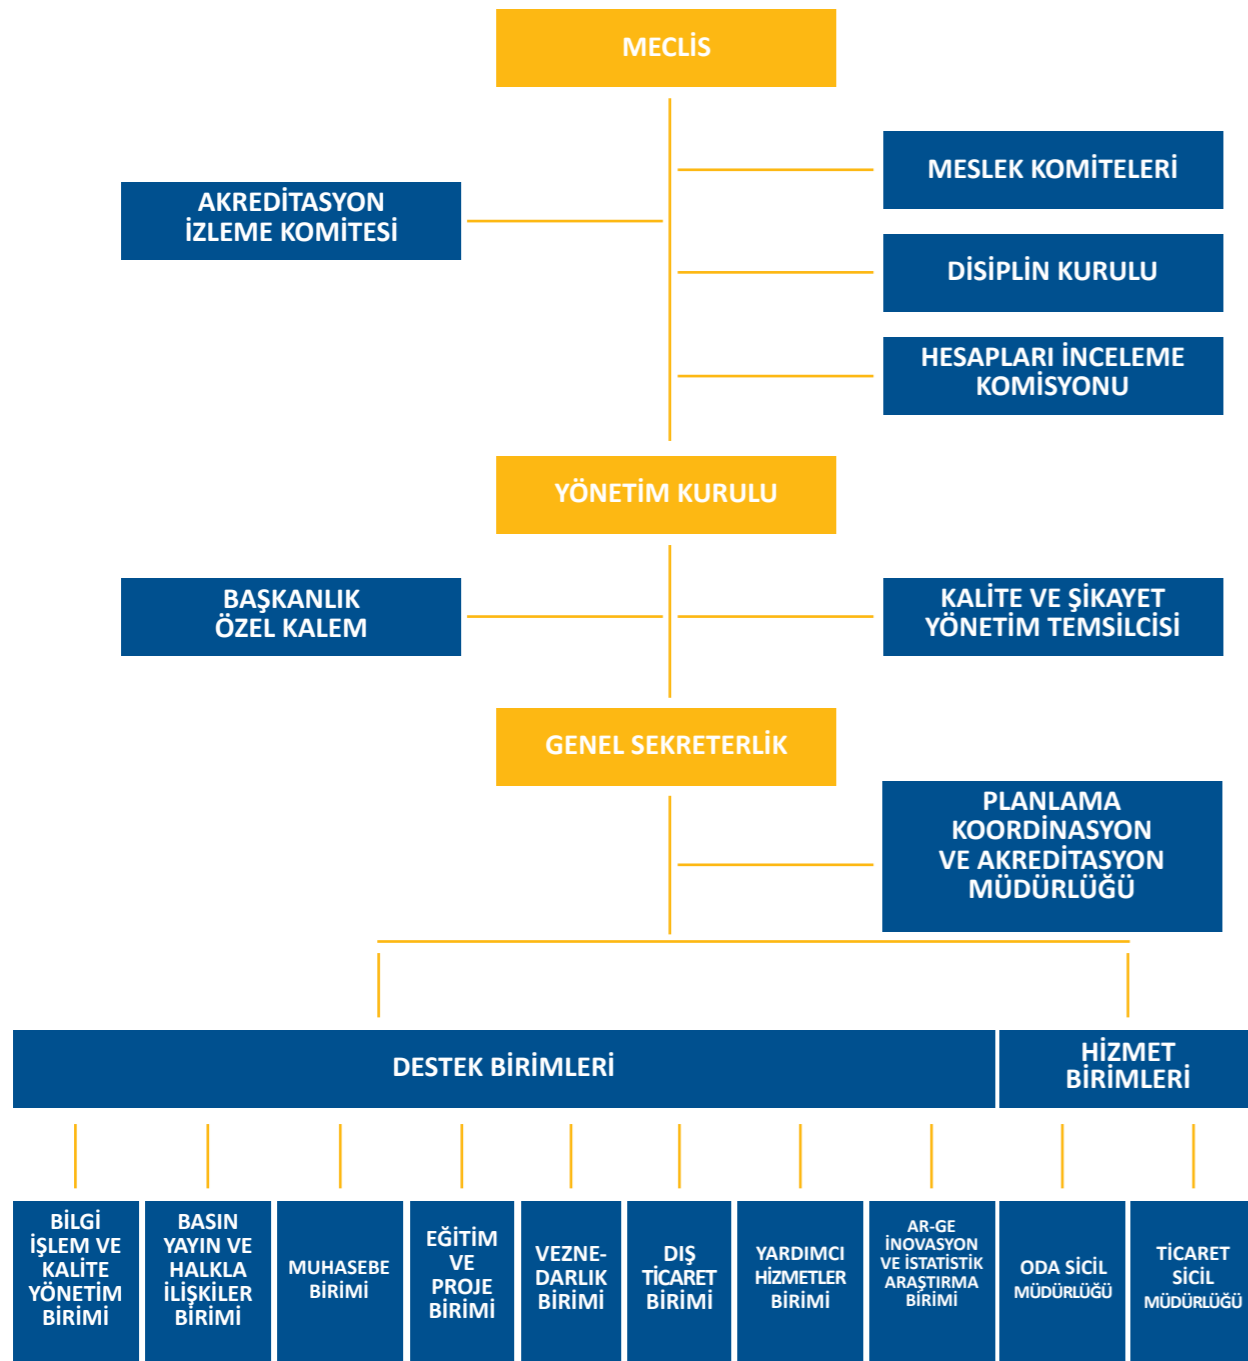 MECLİS
MESLEK KOMİTELERİ
AKREDİTASYON
İZLEME KOMİTESİ
DİSİPLİN KURULU
HESAPLARI İNCELEME
KOMİSYONU
YÖNETİM KURULU
BAŞKANLIK
ÖZEL KALEM
KALİTE VE ŞİKAYET
YÖNETİM TEMSİLCİSİ
GENEL SEKRETERLİK
PLANLAMA
KOORDİNASYON
VE AKREDİTASYON
MÜDÜRLÜĞÜ
DESTEK BİRİMLERİ
HİZMET
BİRİMLERİ
BİLGİ
İŞLEM VE
KALİTE
YÖNETİM
BİRİMİ
BASIN
YAYIN VE
HALKLA
İLİŞKİLER
BİRİMİ
MUHASEBE
BİRİMİ
EĞİTİM
VE
PROJE
BİRİMİ
VEZNE-
DARLIK
BİRİMİ
DIŞ
TİCARET
BİRİMİ
YARDIMCI
HİZMETLER
BİRİMİ
AR-GE
İNOVASYON
VE İSTATİSTİK
ARAŞTIRMA
BİRİMİ
ODA SİCİL
MÜDÜRLÜĞÜ
TİCARET
SİCİL
MÜDÜRLÜĞÜ